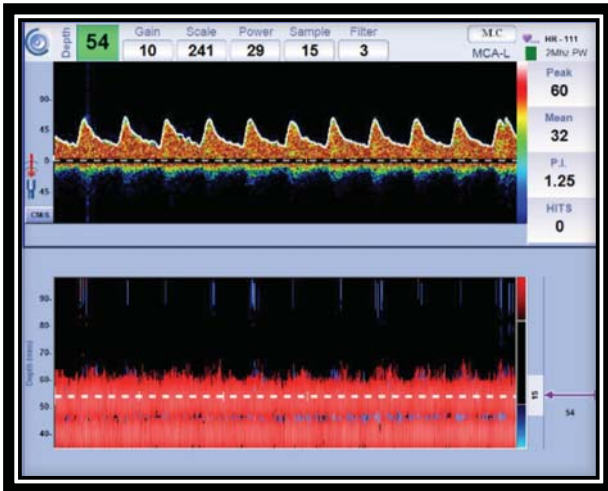 Depth 54 Gain Scale Power Sample Filter M.C. HR - 111
10 241 29 15 3 MCA-L 2Mhz PW
Peak
60
Mean
32
P.I.
1.25
HITS
0
90
45
0
45
CM/S
90
80
70
60
50
40
Depth (mm)
15
54